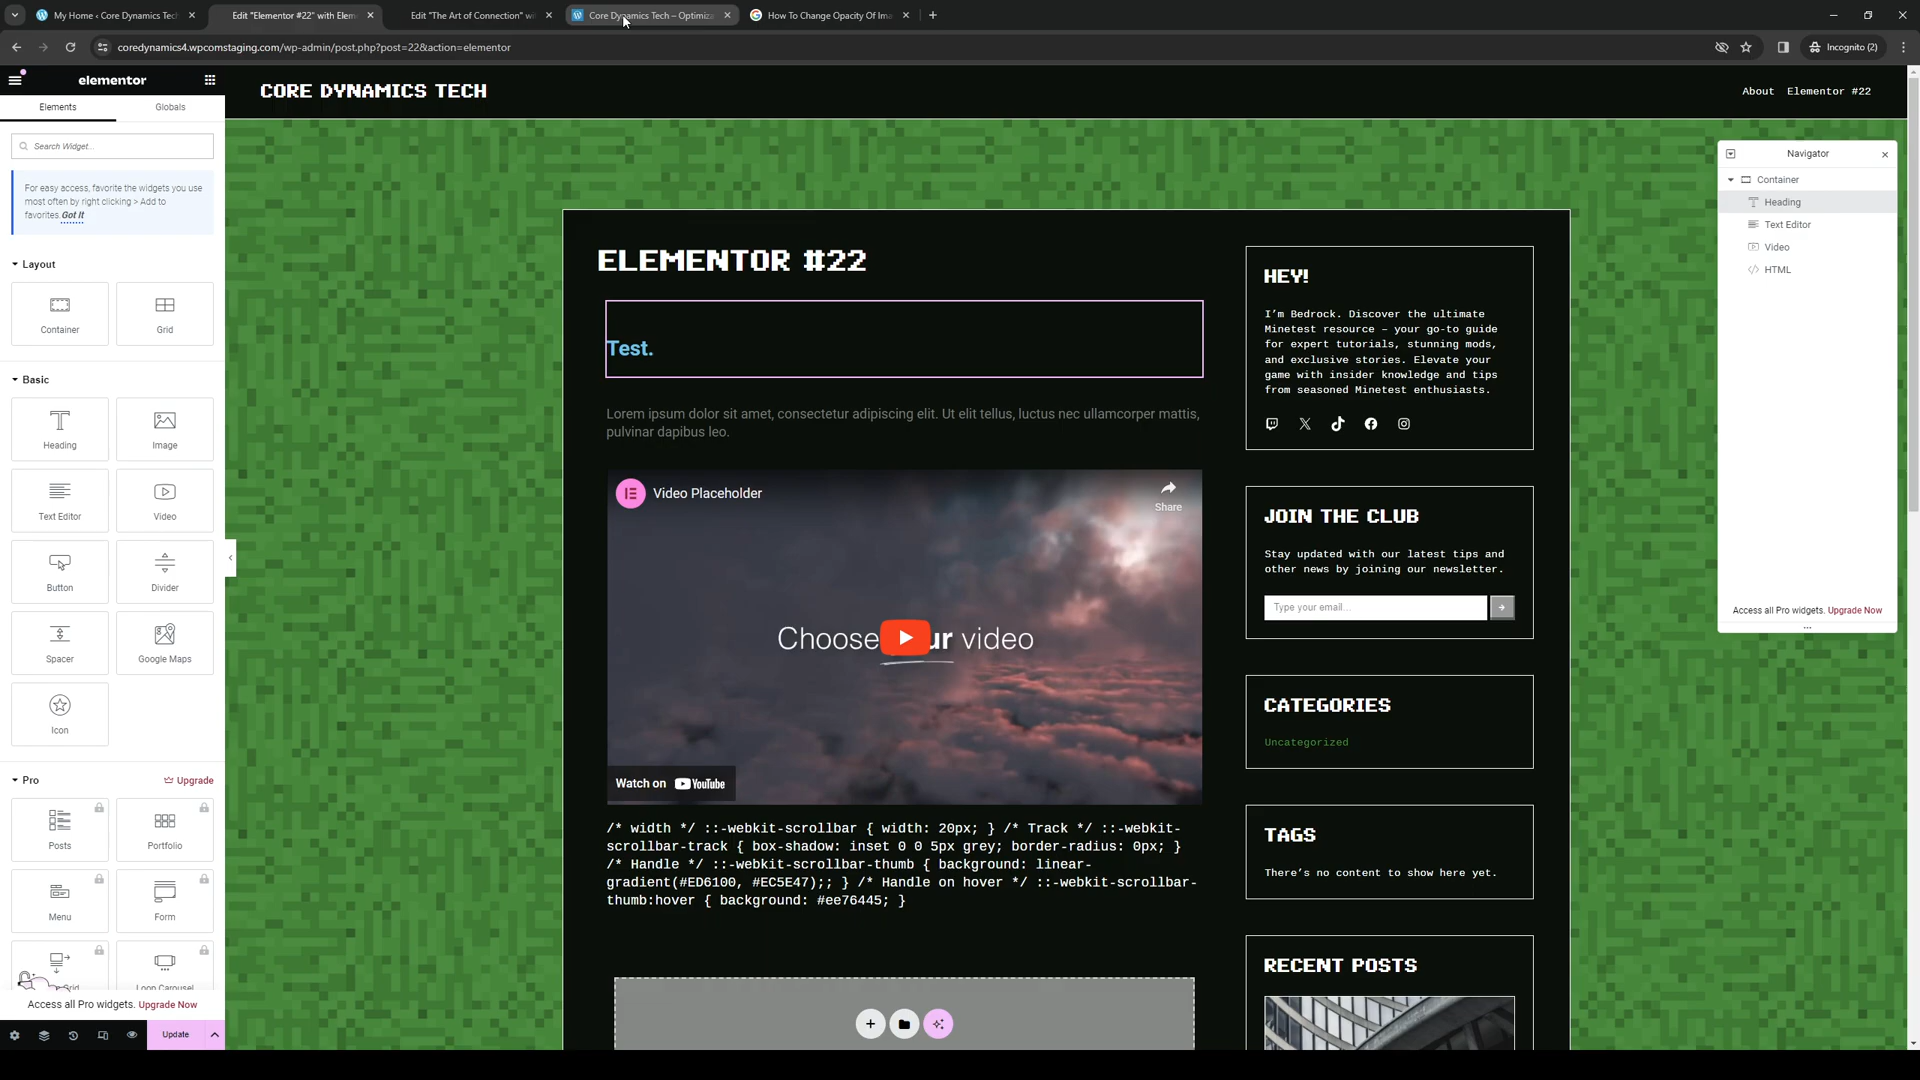 My Home ‹ Core Dynamics Tech
Edit "Elementor #22" with Elem
Edit "The Art of Connection" wi
Core Dynamics Tech – Optimiza
How To Change Opacity Of Ima
coredynamics4.wpcomstaging.com/wp-admin/post.php?post=22&action=elementor
Incognito (2)
elementor
Elements
Globals
Search Widget...
For easy access, favorite the widgets you use
most often by right clicking > Add to
favorites. Got It
Layout
Container
Grid
Basic
Heading
Image
Text Editor
Video
Button
Divider
Spacer
Google Maps
Icon
Pro
Upgrade
Posts
Portfolio
Menu
Form
Grid
Loop Carousel
Access all Pro widgets. Upgrade Now
Update
CORE DYNAMICS TECH
About
Elementor #22
ELEMENTOR #22
Test.
Lorem ipsum dolor sit amet, consectetur adipiscing elit. Ut elit tellus, luctus nec ullamcorper mattis,
pulvinar dapibus leo.
Video Placeholder
Share
Choose your video
Watch on YouTube
/* width */ ::-webkit-scrollbar { width: 20px; } /* Track */ ::-webkit-
scrollbar-track { box-shadow: inset 0 0 5px grey; border-radius: 0px; }
/* Handle */ ::-webkit-scrollbar-thumb { background: linear-
gradient(#ED6100, #EC5E47);; } /* Handle on hover */ ::-webkit-scrollbar-
thumb:hover { background: #ee76445; }
HEY!
I’m Bedrock. Discover the ultimate
Minetest resource – your go-to guide
for expert tutorials, stunning mods,
and exclusive stories. Elevate your
game with insider knowledge and tips
from seasoned Minetest enthusiasts.
JOIN THE CLUB
Stay updated with our latest tips and
other news by joining our newsletter.
Type your email…
CATEGORIES
Uncategorized
TAGS
There’s no content to show here yet.
RECENT POSTS
Navigator
Container
Heading
Text Editor
Video
HTML
Access all Pro widgets. Upgrade Now